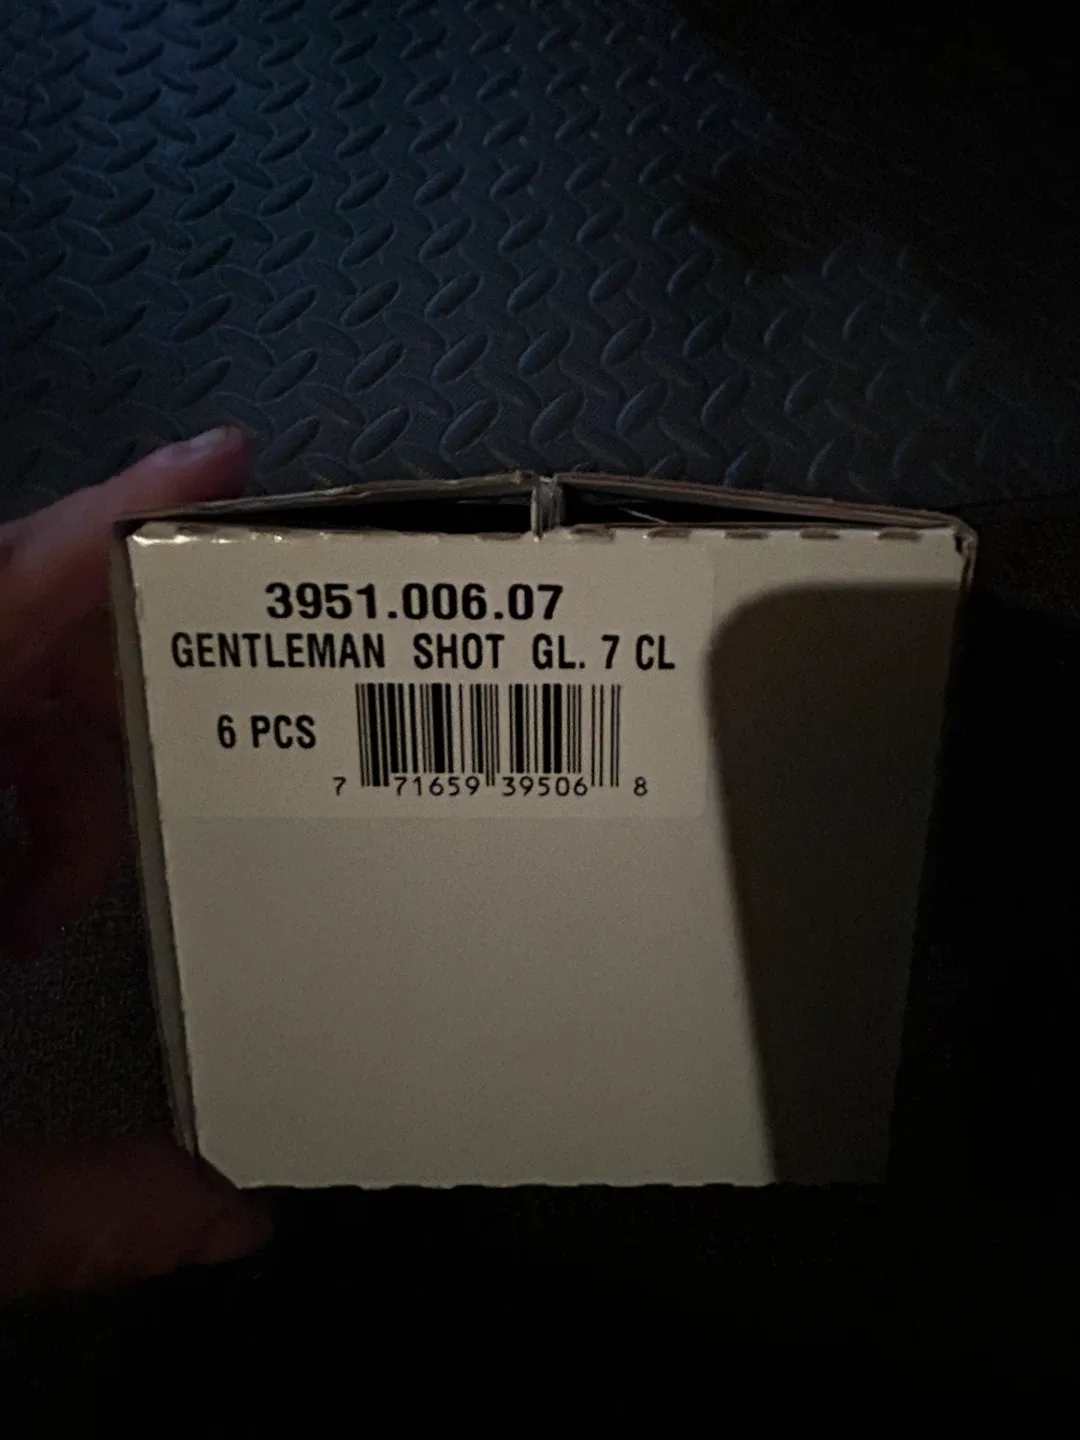 3951.006.07
GENTLEMAN SHOT GL. 7 CL
6 PCS
7 71659 39506 8